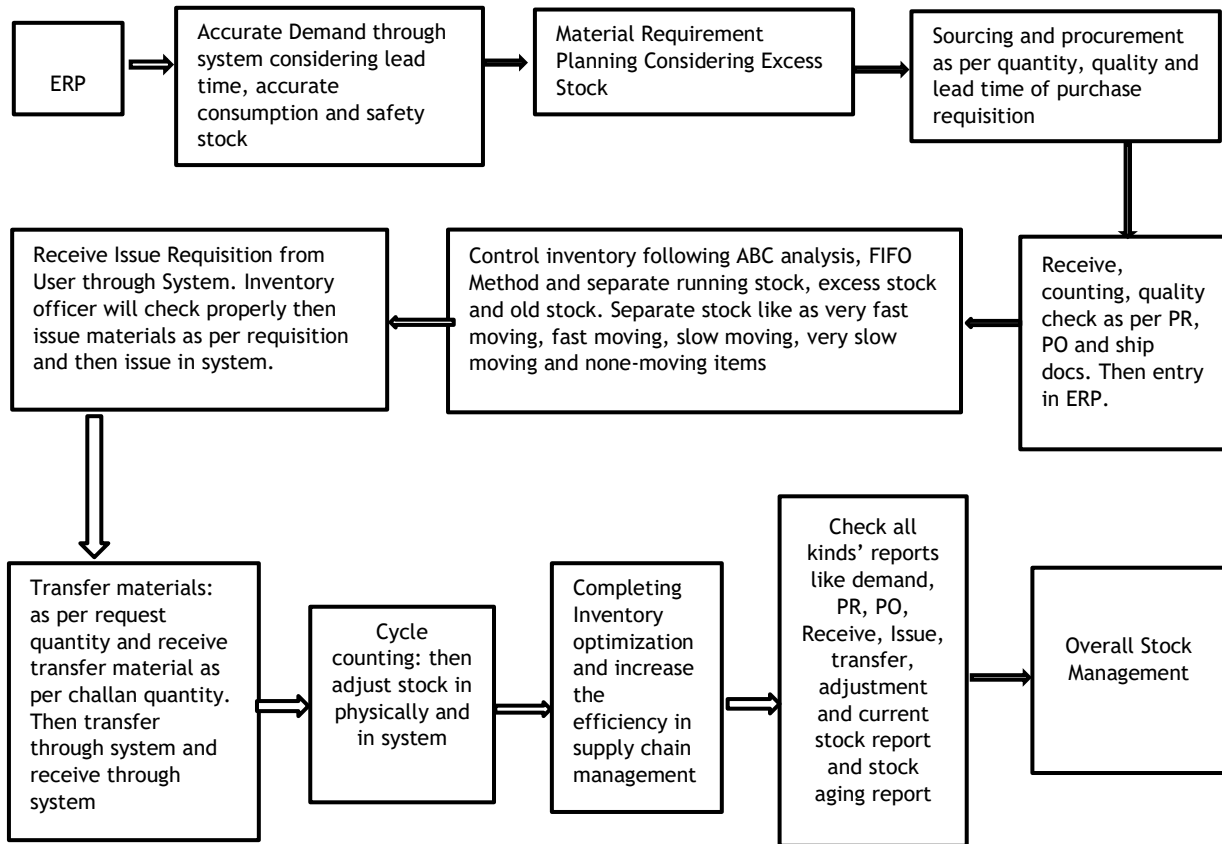 ERP
Accurate Demand through
system considering lead
time, accurate
consumption and safety
stock
Material Requirement
Planning Considering Excess
Stock
Sourcing and procurement
as per quantity, quality and
lead time of purchase
requisition
Receive,
counting, quality
check as per PR,
PO and ship
docs. Then entry
in ERP.
Control inventory following ABC analysis, FIFO
Method and separate running stock, excess stock
and old stock. Separate stock like as very fast
moving, fast moving, slow moving, very slow
moving and none-moving items
Receive Issue Requisition from
User through System. Inventory
officer will check properly then
issue materials as per requisition
and then issue in system.
Transfer materials:
as per request
quantity and receive
transfer material as
per challan quantity.
Then transfer
through system and
receive through
system
Cycle
counting: then
adjust stock in
physically and
in system
Completing
Inventory
optimization
and increase
the
efficiency in
supply chain
management
Check all
kinds’ reports
like demand,
PR, PO,
Receive, Issue,
transfer,
adjustment
and current
stock report
and stock
aging report
Overall Stock
Management